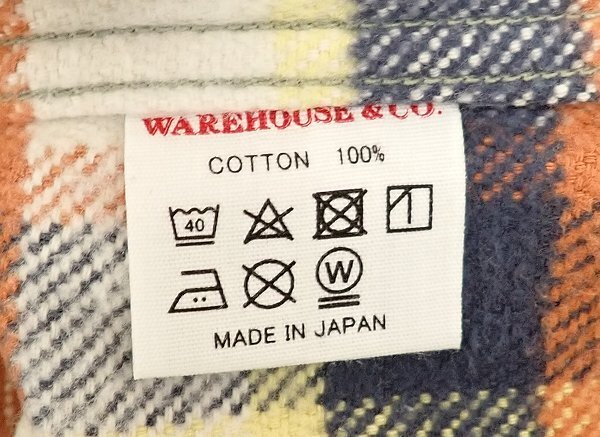 WAREHOUSE & CO.
COTTON 100%
40
W
MADE IN JAPAN